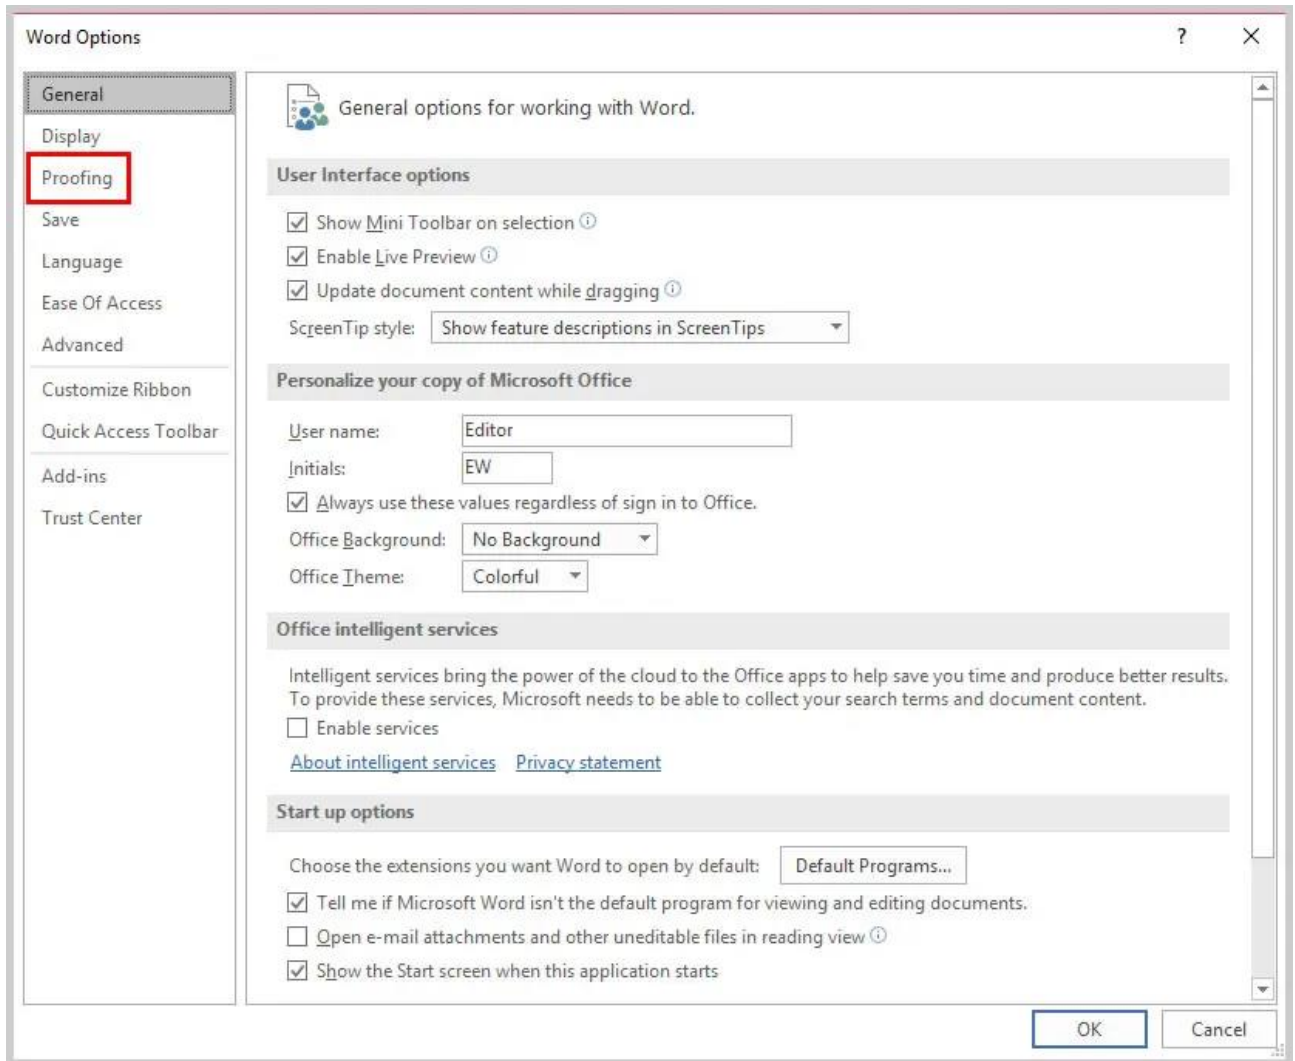 Word Options
?
General
Display
Proofing
Save
Language
Ease Of Access
Advanced
Customize Ribbon
Quick Access Toolbar
Add-ins
Trust Center
General options for working with Word.
User Interface options
Show Mini Toolbar on selection
Enable Live Preview
Update document content while dragging
ScreenTip style: Show feature descriptions in ScreenTips
Personalize your copy of Microsoft Office
User name: Editor
Initials: EW
Always use these values regardless of sign in to Office.
Office Background: No Background
Office Theme: Colorful
Office intelligent services
Intelligent services bring the power of the cloud to the Office apps to help save you time and produce better results.
To provide these services, Microsoft needs to be able to collect your search terms and document content.
Enable services
About intelligent services Privacy statement
Start up options
Choose the extensions you want Word to open by default: Default Programs...
Tell me if Microsoft Word isn't the default program for viewing and editing documents.
Open e-mail attachments and other uneditable files in reading view
Show the Start screen when this application starts
OK Cancel